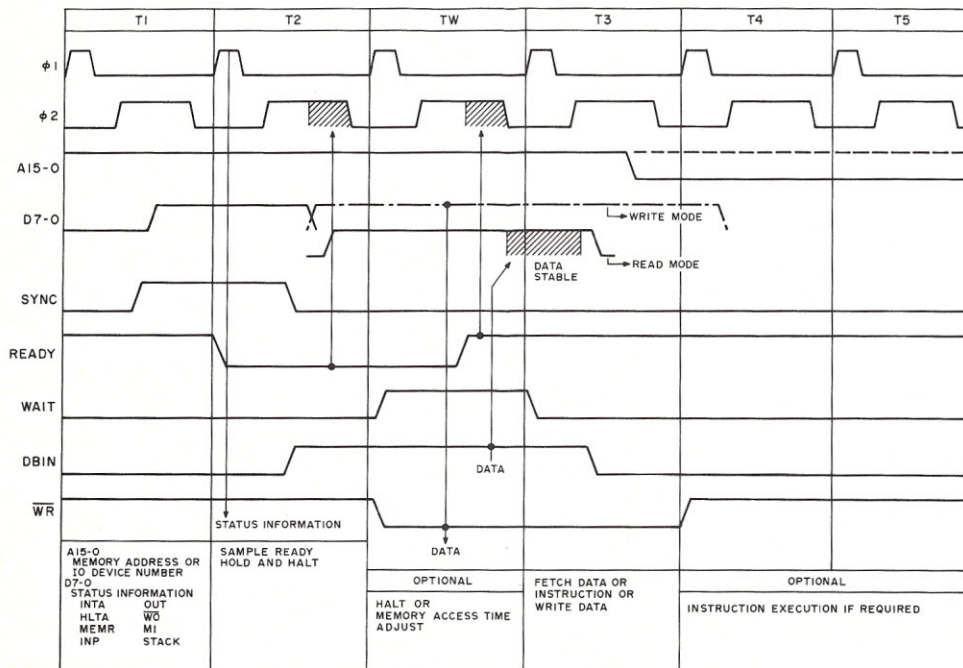 T1 T2 TW T3 T4 T5
φ1
φ2
A15-0
D7-0
WRITE MODE
READ MODE
DATA
STABLE
SYNC
READY
WAIT
DBIN
DATA
WR
STATUS INFORMATION
DATA
A15-0
MEMORY ADDRESS OR
IO DEVICE NUMBER
D7-0
STATUS INFORMATION
INTA OUT
HLTA WO
MEMR M1
INP STACK
SAMPLE READY
HOLD AND HALT
OPTIONAL
HALT OR
MEMORY ACCESS TIME
ADJUST
FETCH DATA OR
INSTRUCTION OR
WRITE DATA
OPTIONAL
INSTRUCTION EXECUTION IF REQUIRED